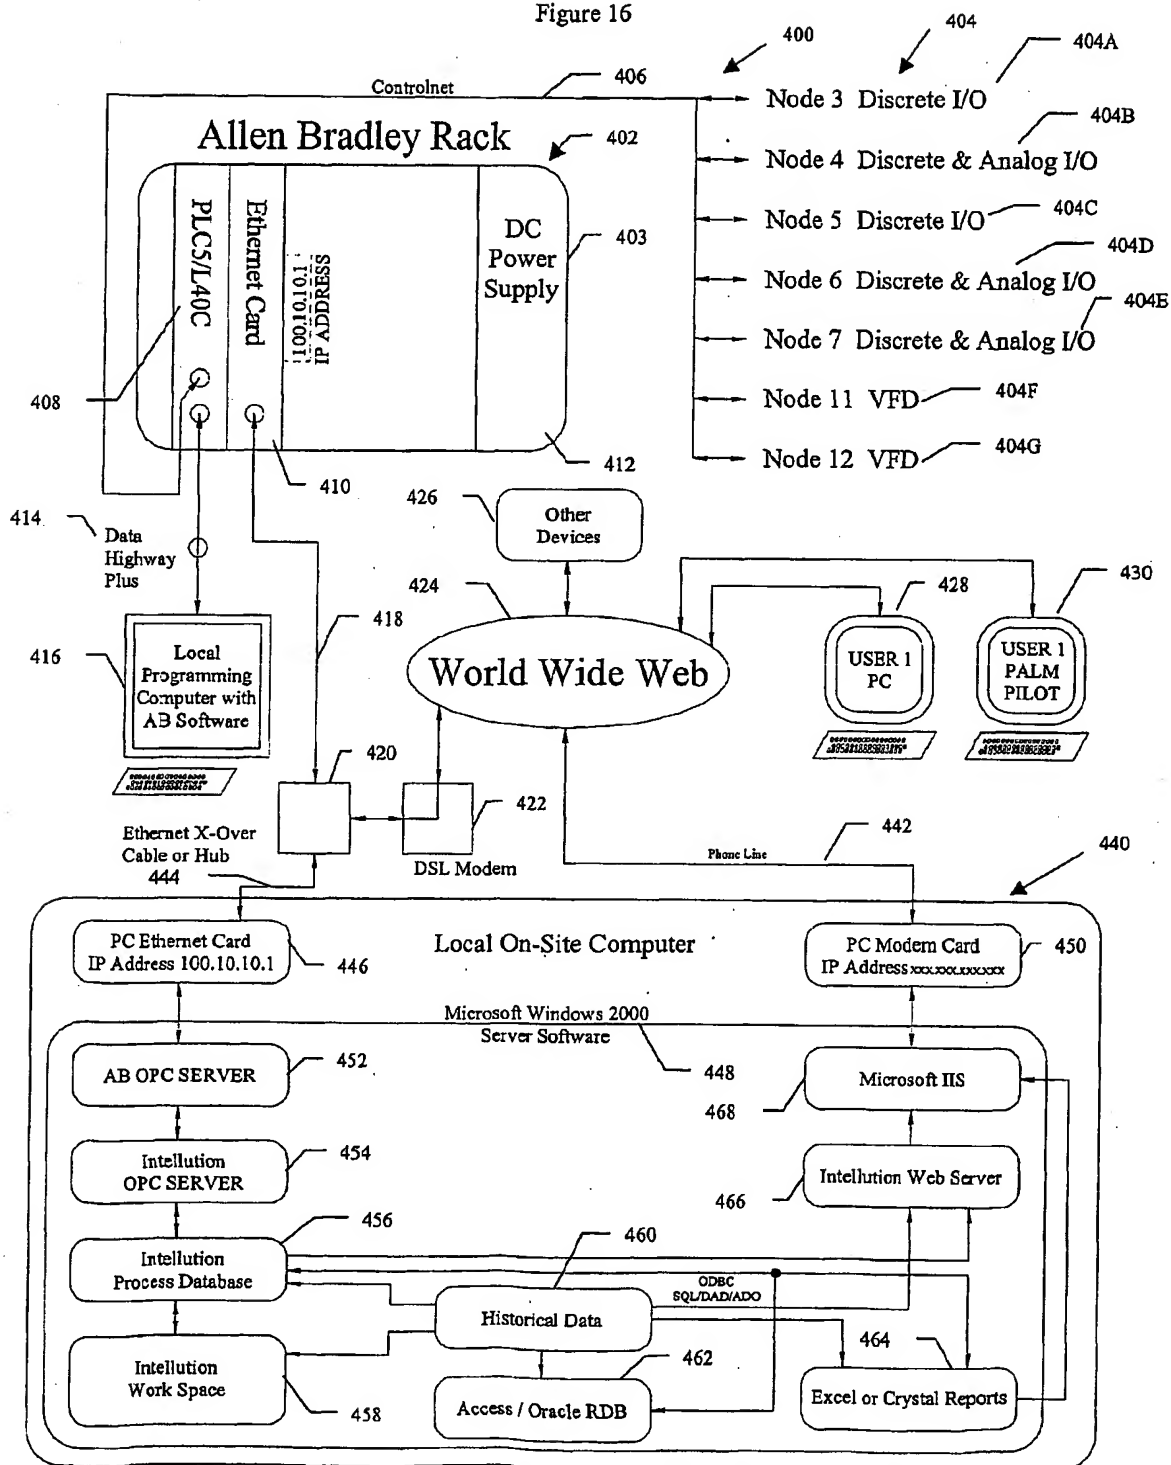 Figure 16
400
404
404A
Controlnet
406
Node 3 Discrete I/O
Allen Bradley Rack
402
404B
Node 4 Discrete & Analog I/O
PLC5/L40C
Ethernet Card
100.10.10.1
IP ADDRESS
DC
Power
Supply
403
Node 5 Discrete I/O
404C
404D
Node 6 Discrete & Analog I/O
404E
Node 7 Discrete & Analog I/O
408
Node 11 VFD
404F
412
Node 12 VFD
404G
410
414
Data
Highway
Plus
426
Other
Devices
424
428
430
418
416
Local
Programming
Computer with
AB Software
World Wide Web
USER 1
PC
USER 1
PALM
PILOT
420
422
Ethernet X-Over
Cable or Hub
444
DSL Modem
442
Phone Line
440
PC Ethernet Card
IP Address 100.10.10.1
446
Local On-Site Computer
PC Modem Card
IP Address xxx.xxx.xxx.xxx
450
Microsoft Windows 2000
Server Software
448
AB OPC SERVER
452
Microsoft IIS
468
Intellution
OPC SERVER
454
Intellution Web Server
466
456
Intellution
Process Database
460
ODBC
SQL/DAD/ADO
Historical Data
Intellution
Work Space
458
462
464
Access / Oracle RDB
Excel or Crystal Reports